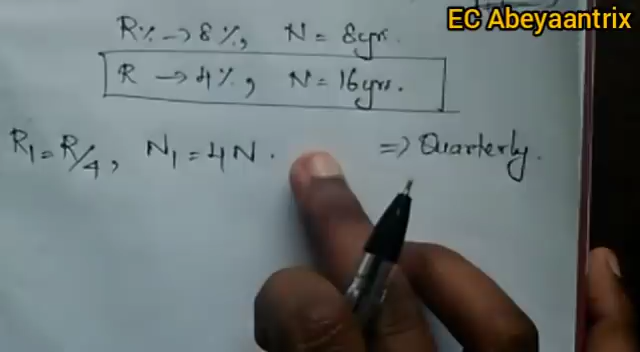 EC Abeyaantrix
R% → 8%, N = 8yrs.
R → 4%, N = 16yrs.
R₁ = R/4, N₁ = 4N. ⇒ Quarterly.